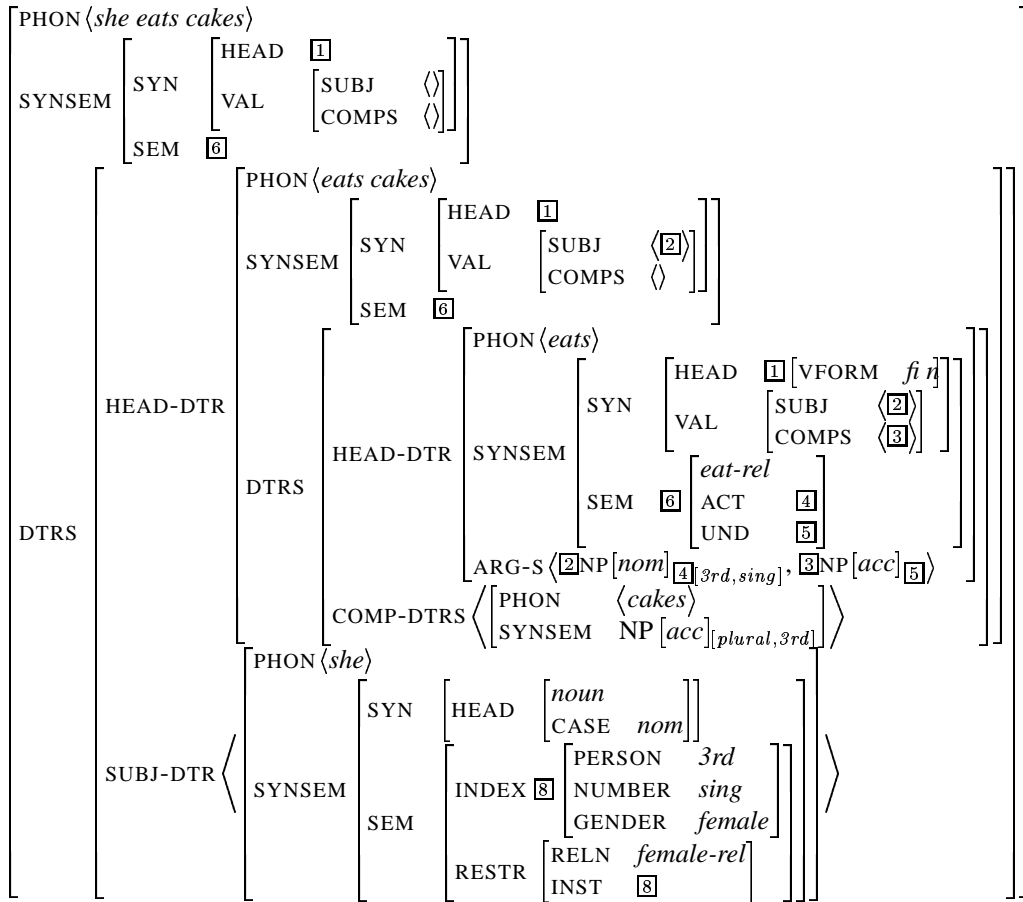 PHON ⟨she eats cakes⟩
HEAD 1
SYN SUBJ ⟨⟩
VAL
SYNSEM COMPS ⟨⟩
SEM 6
PHON ⟨eats cakes⟩
HEAD 1
SYN SUBJ ⟨2⟩
VAL
SYNSEM COMPS ⟨⟩
SEM 6
PHON ⟨eats⟩
HEAD 1 [VFORM fin]
SYN SUBJ ⟨2⟩
HEAD-DTR VAL
COMPS ⟨3⟩
HEAD-DTR SYNSEM
eat-rel
DTRS
SEM 6 ACT 4
DTRS UND 5
ARG-S ⟨2NP[nom]4[3rd,sing], 3NP[acc]5⟩
PHON ⟨cakes⟩
COMP-DTRS
SYNSEM NP[acc][plural,3rd]
PHON ⟨she⟩
noun
SYN HEAD
CASE nom
PERSON 3rd
SUBJ-DTR
SYNSEM INDEX 8 NUMBER sing
SEM GENDER female
RELN female-rel
RESTR
INST 8